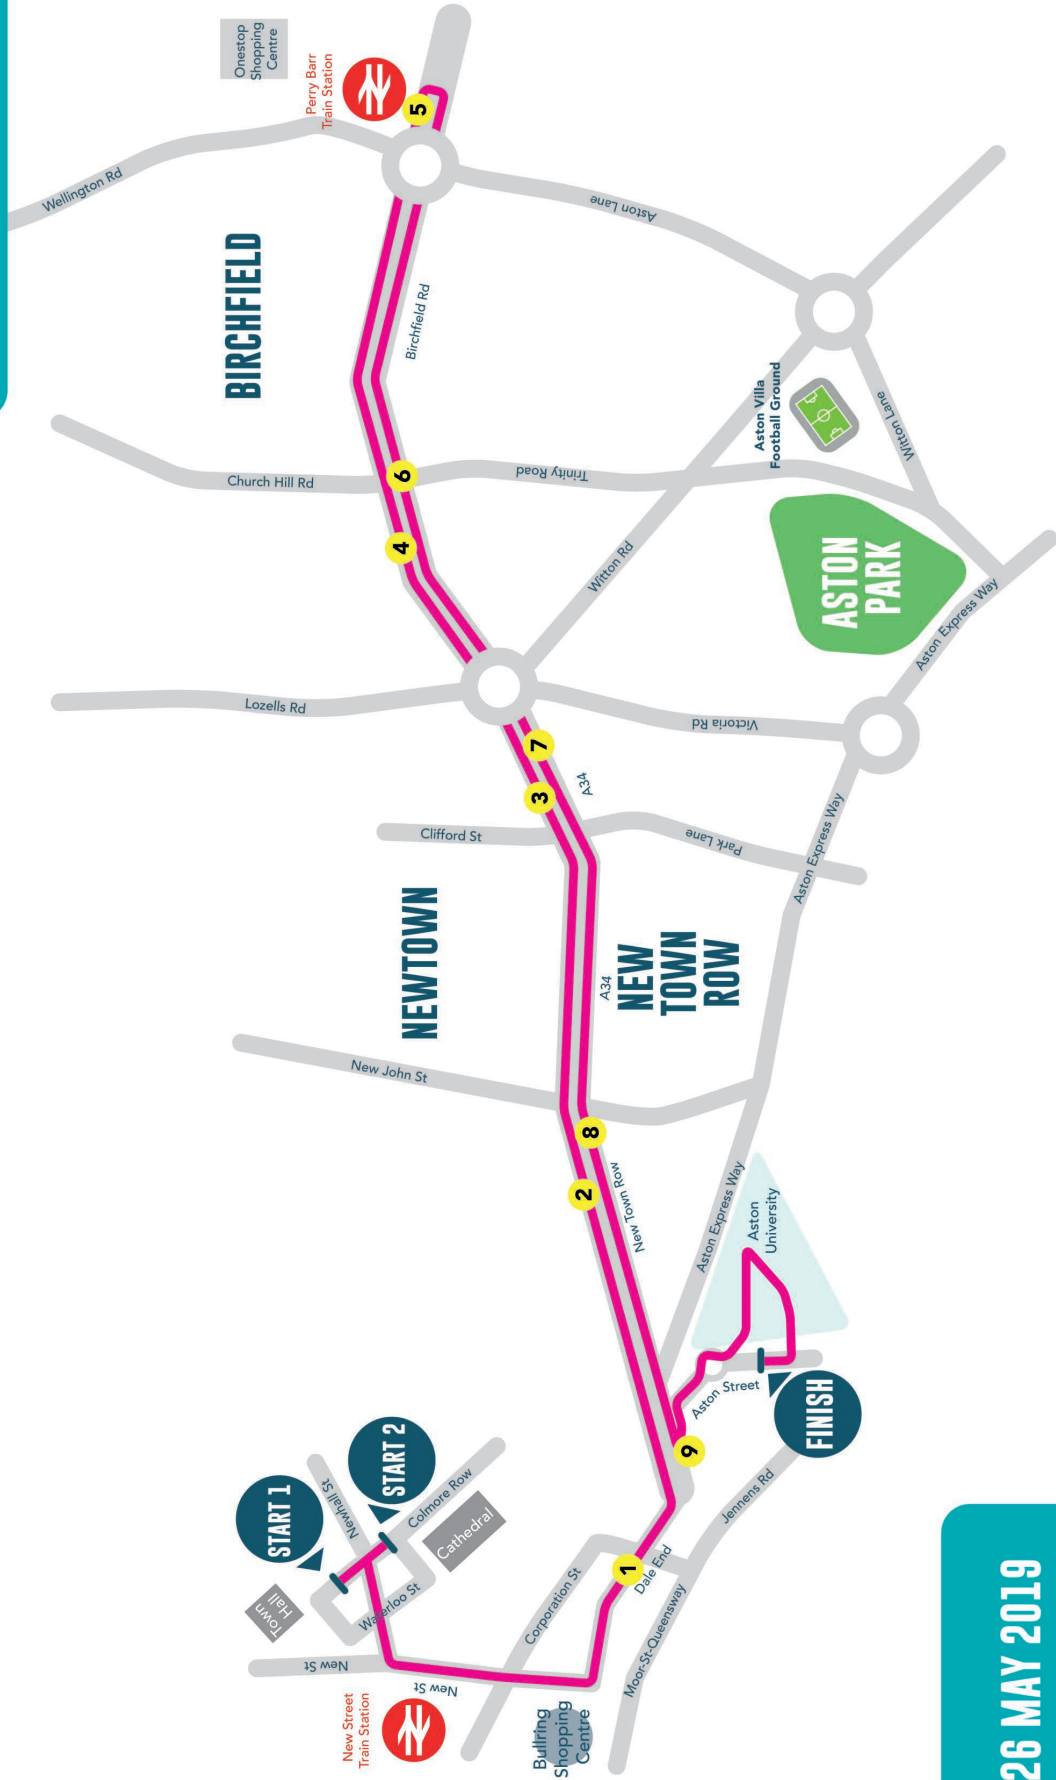 START 1
START 2
Town
Hall
Newhall St
Colmore Row
Cathedral
Waterloo St
New St
New St
New Street
Train Station
Bullring
Shopping
Centre
Corporation St
Dale End
Moor-St-Queensway
Jennens Rd
1
9
FINISH
Aston Street
Aston
University
Aston Express Way
New Town Row
2
8
New John St
NEWTOWN
A34
NEW
TOWN
ROW
Clifford St
Park Lane
Aston Express Way
3
7
A34
Lozells Rd
Victoria Rd
Witton Rd
Aston Express Way
ASTON
PARK
4
6
Church Hill Rd
Trinity Road
Aston Villa
Football Ground
Witton Lane
BIRCHFIELD
Birchfield Rd
Aston Lane
Wellington Rd
5
Perry Barr
Train Station
Onestop
Shopping
Centre
26 MAY 2019